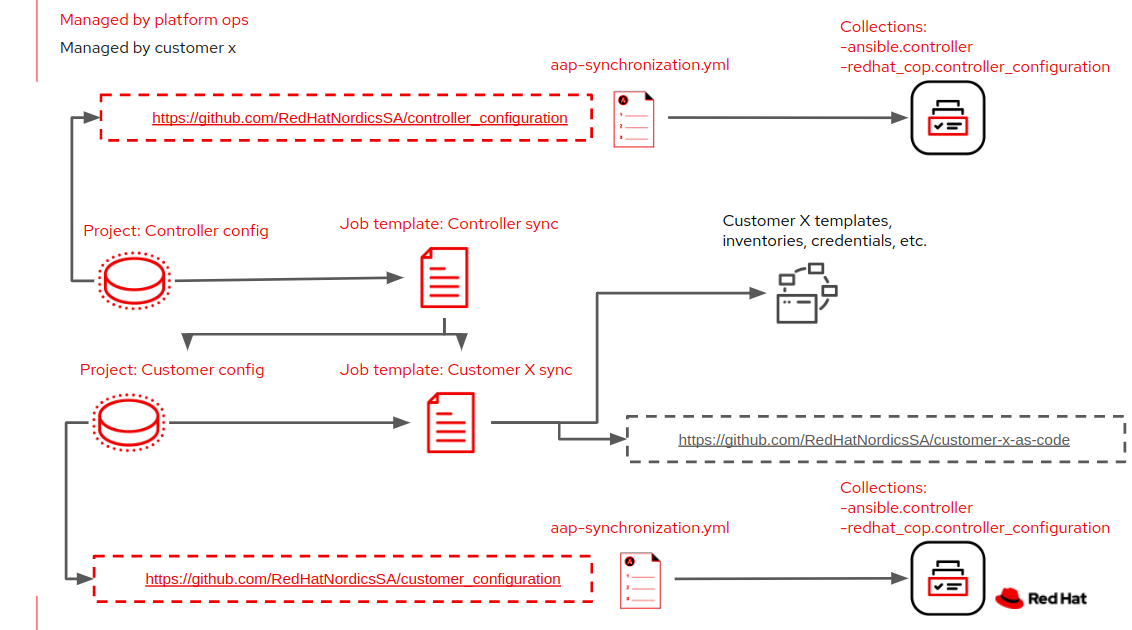 Managed by platform ops
Managed by customer x
Collections:
-ansible.controller
-redhat_cop.controller_configuration
aap-synchronization.yml
https://github.com/RedHatNordicsSA/controller_configuration
Project: Controller config
Job template: Controller sync
Customer X templates,
inventories, credentials, etc.
Project: Customer config
Job template: Customer X sync
https://github.com/RedHatNordicsSA/customer-x-as-code
Collections:
-ansible.controller
-redhat_cop.controller_configuration
aap-synchronization.yml
https://github.com/RedHatNordicsSA/customer_configuration
Red Hat